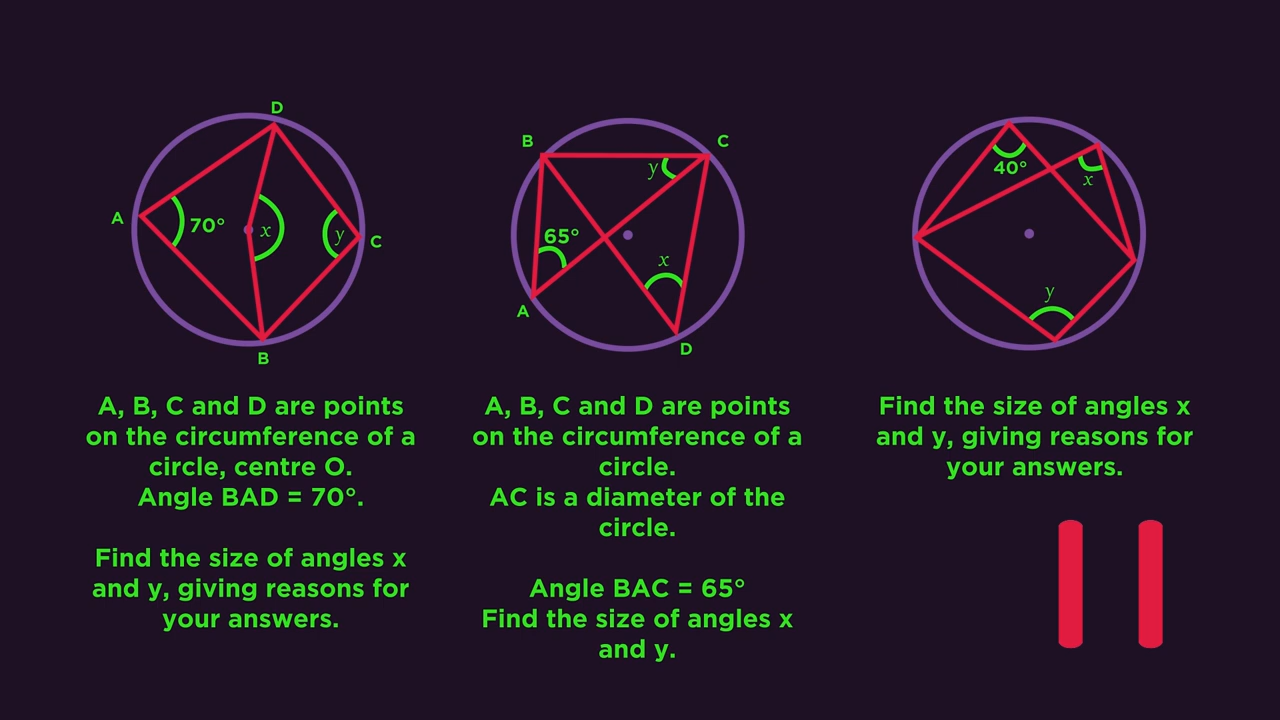 D
A
70°
x
y
C
B
A, B, C and D are points
on the circumference of a
circle, centre O.
Angle BAD = 70°.
Find the size of angles x
and y, giving reasons for
your answers.
B
C
y
65°
x
A
D
A, B, C and D are points
on the circumference of a
circle.
AC is a diameter of the
circle.
Angle BAC = 65°
Find the size of angles x
and y.
40°
x
y
Find the size of angles x
and y, giving reasons for
your answers.